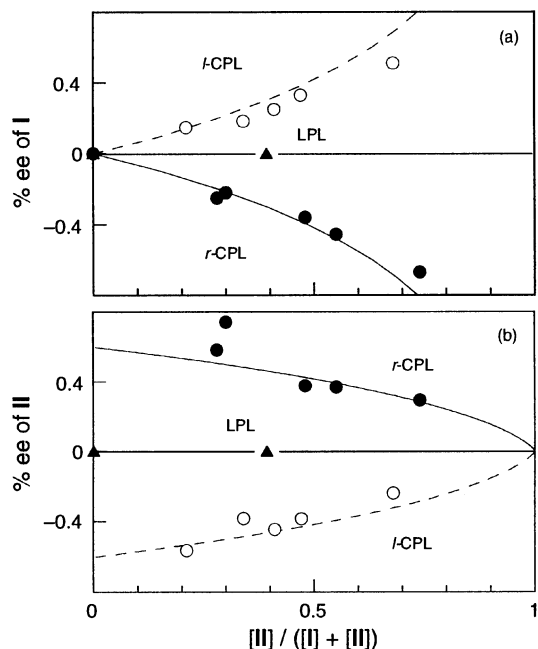 (a)
l-CPL
0.4
LPL
0
% ee of I
−0.4
r-CPL
(b)
r-CPL
0.4
LPL
0
% ee of II
−0.4
l-CPL
0 0.5 1
[II] / ([I] + [II])